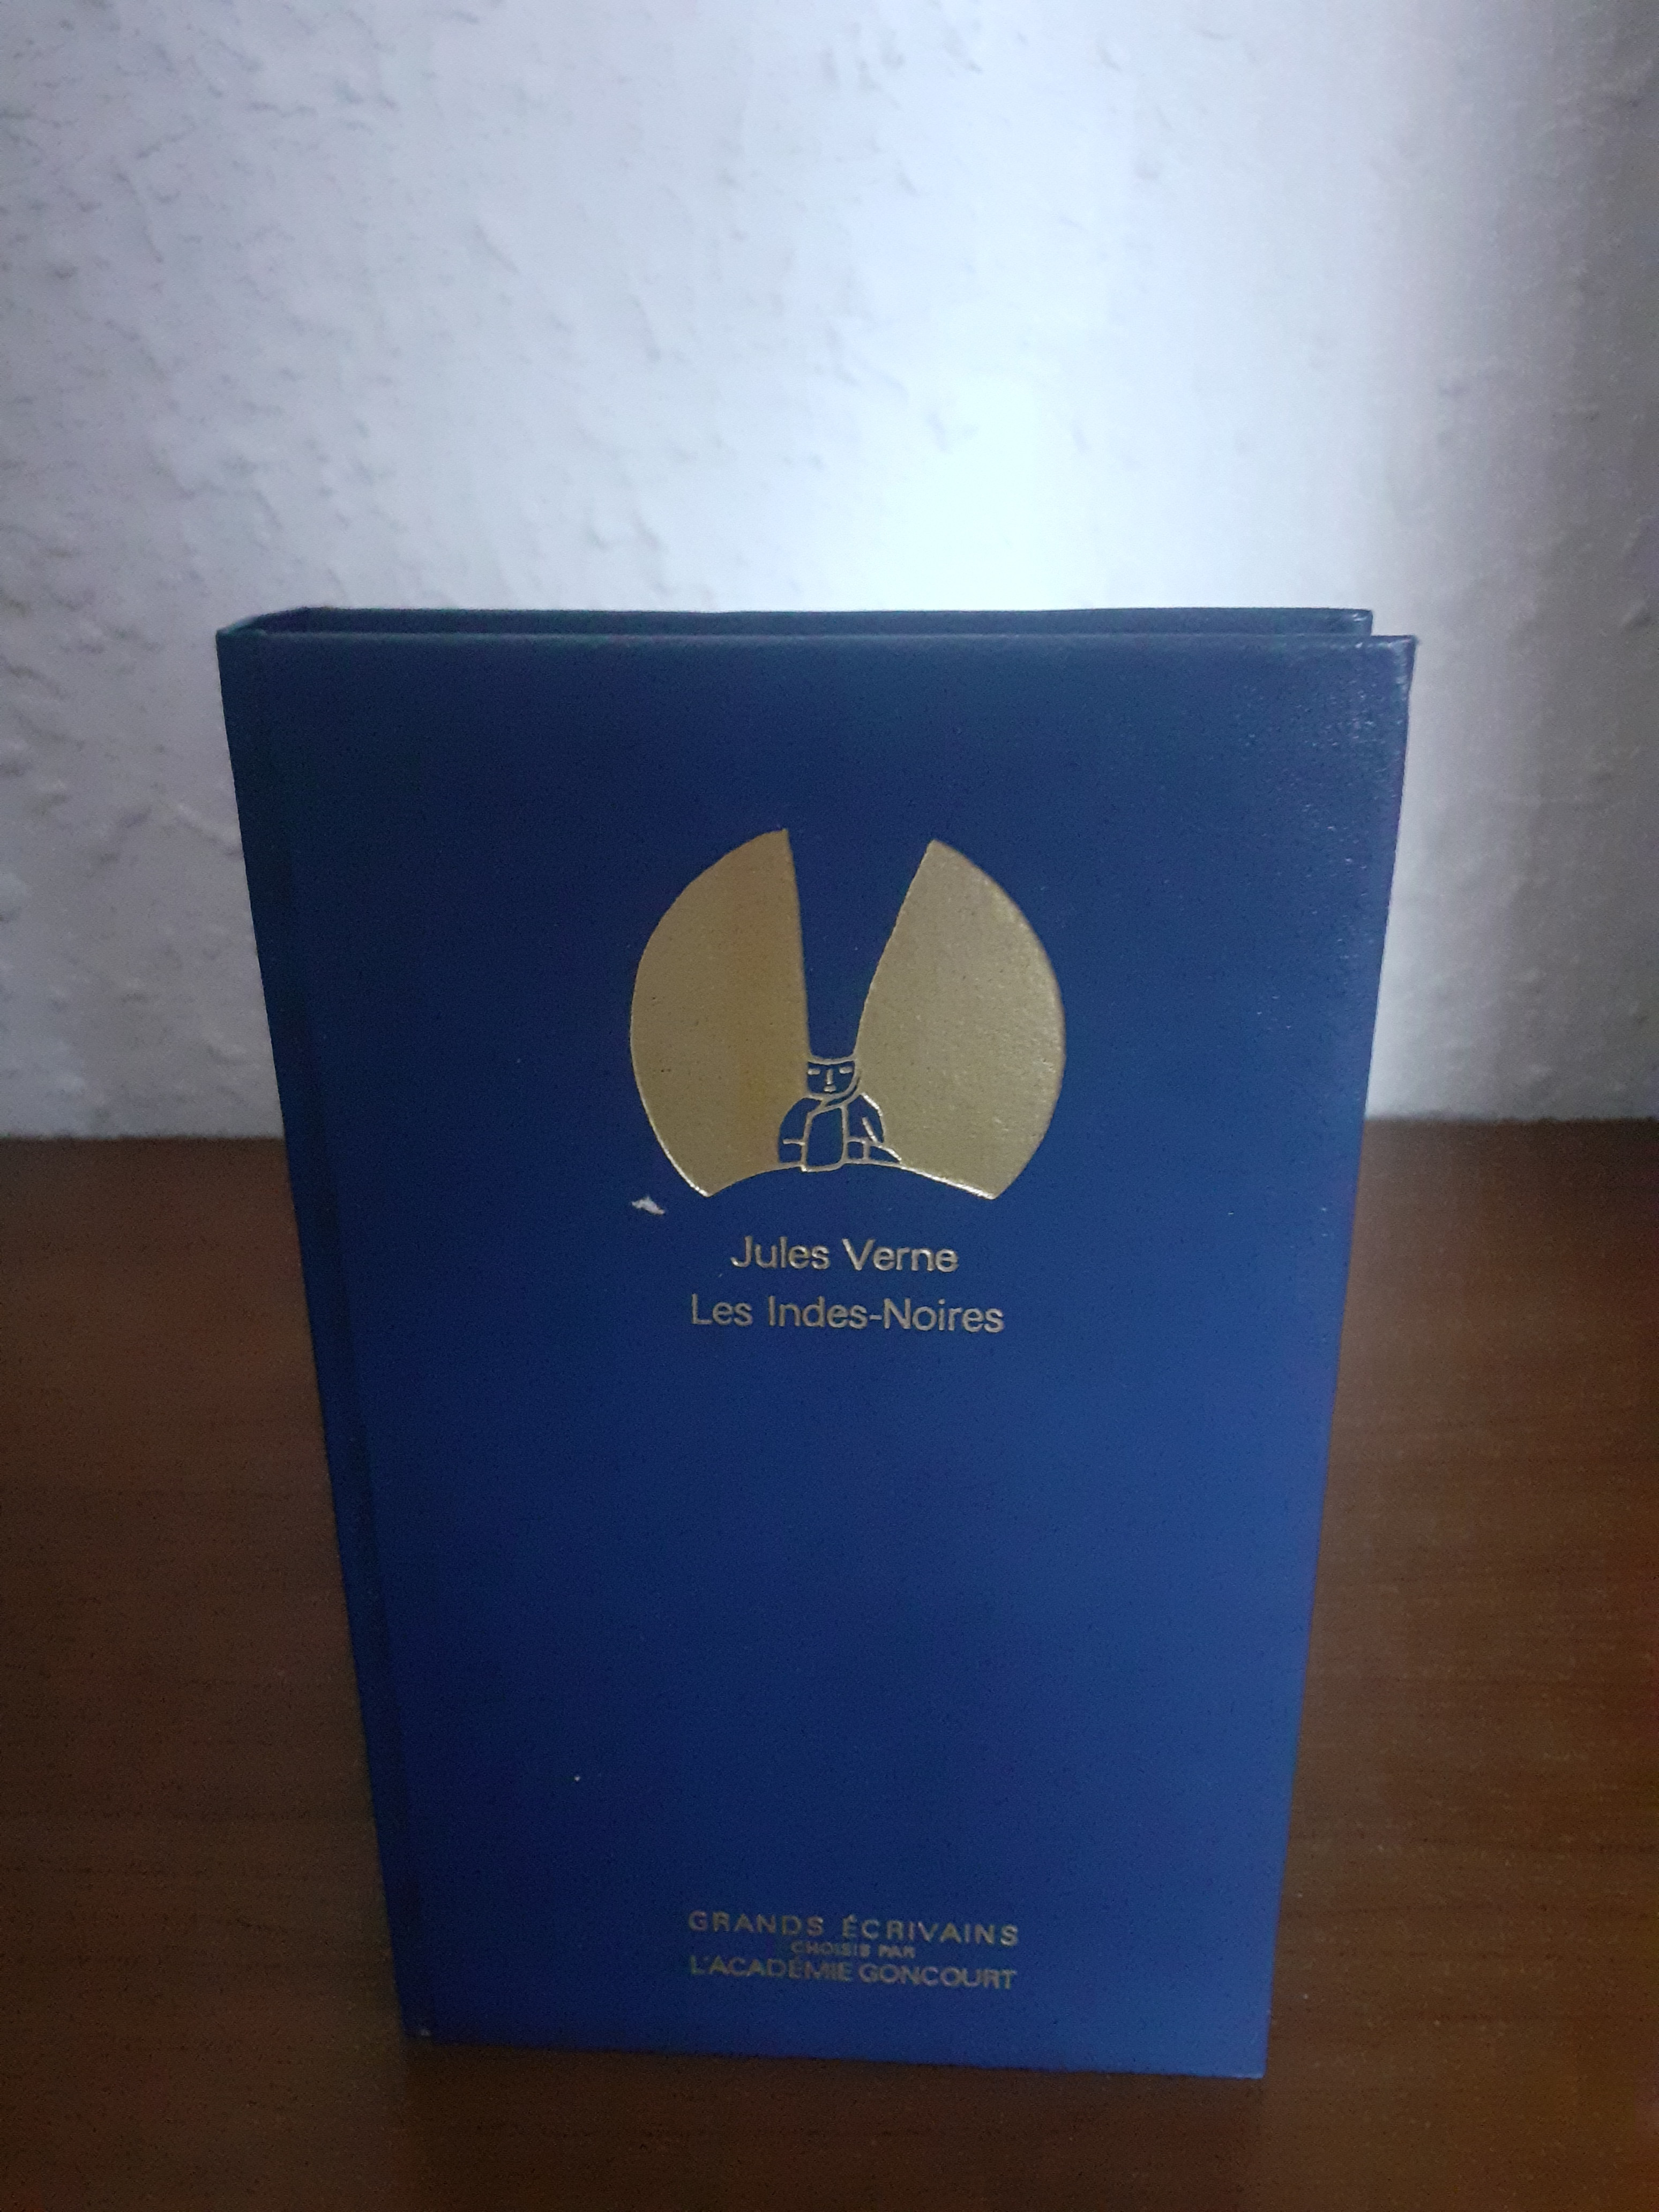 Jules Verne
Les Indes-Noires
GRANDS ÉCRIVAINS
CHOISIS PAR
L'ACADÉMIE GONCOURT